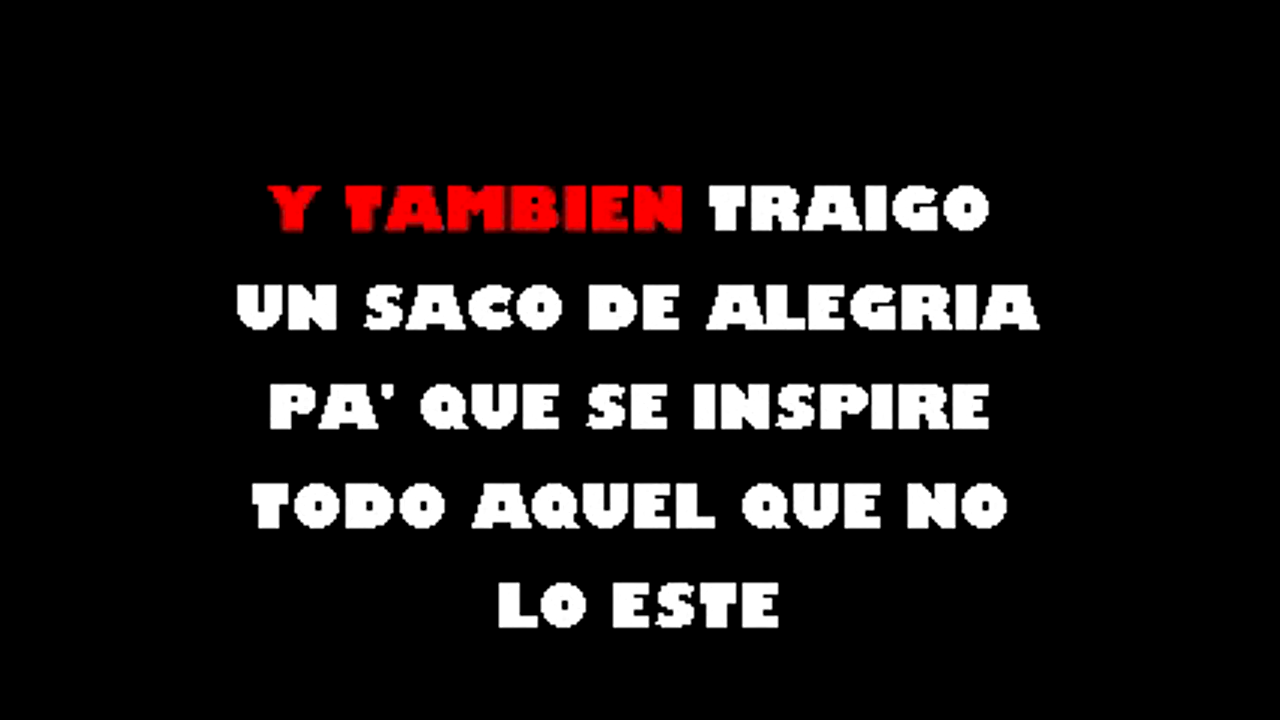 Y TAMBIEN TRAIGO
UN SACO DE ALEGRIA
PA' QUE SE INSPIRE
TODO AQUEL QUE NO
LO ESTE